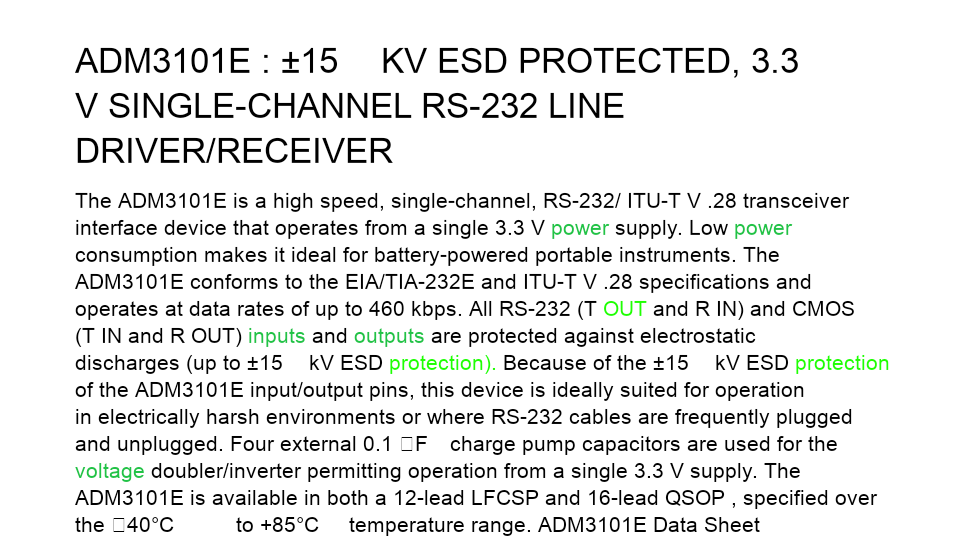 ADM3101E : ±15 KV ESD PROTECTED, 3.3
V SINGLE-CHANNEL RS-232 LINE
DRIVER/RECEIVER
The ADM3101E is a high speed, single-channel, RS-232/ ITU-T V .28 transceiver
interface device that operates from a single 3.3 V power supply. Low power
consumption makes it ideal for battery-powered portable instruments. The
ADM3101E conforms to the EIA/TIA-232E and ITU-T V .28 specifications and
operates at data rates of up to 460 kbps. All RS-232 (T OUT and R IN) and CMOS
(T IN and R OUT) inputs and outputs are protected against electrostatic
discharges (up to ±15 kV ESD protection). Because of the ±15 kV ESD protection
of the ADM3101E input/output pins, this device is ideally suited for operation
in electrically harsh environments or where RS-232 cables are frequently plugged
and unplugged. Four external 0.1 □F charge pump capacitors are used for the
voltage doubler/inverter permitting operation from a single 3.3 V supply. The
ADM3101E is available in both a 12-lead LFCSP and 16-lead QSOP , specified over
the □40°C to +85°C temperature range. ADM3101E Data Sheet